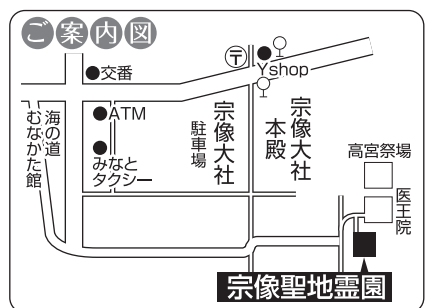 ご案内図
〒
Yshop
交番
ATM
みなと
タクシー
海の道
むなかた館
宗像大社
駐車場
宗像大社
本殿
高宮祭場
医王院
宗像聖地霊園